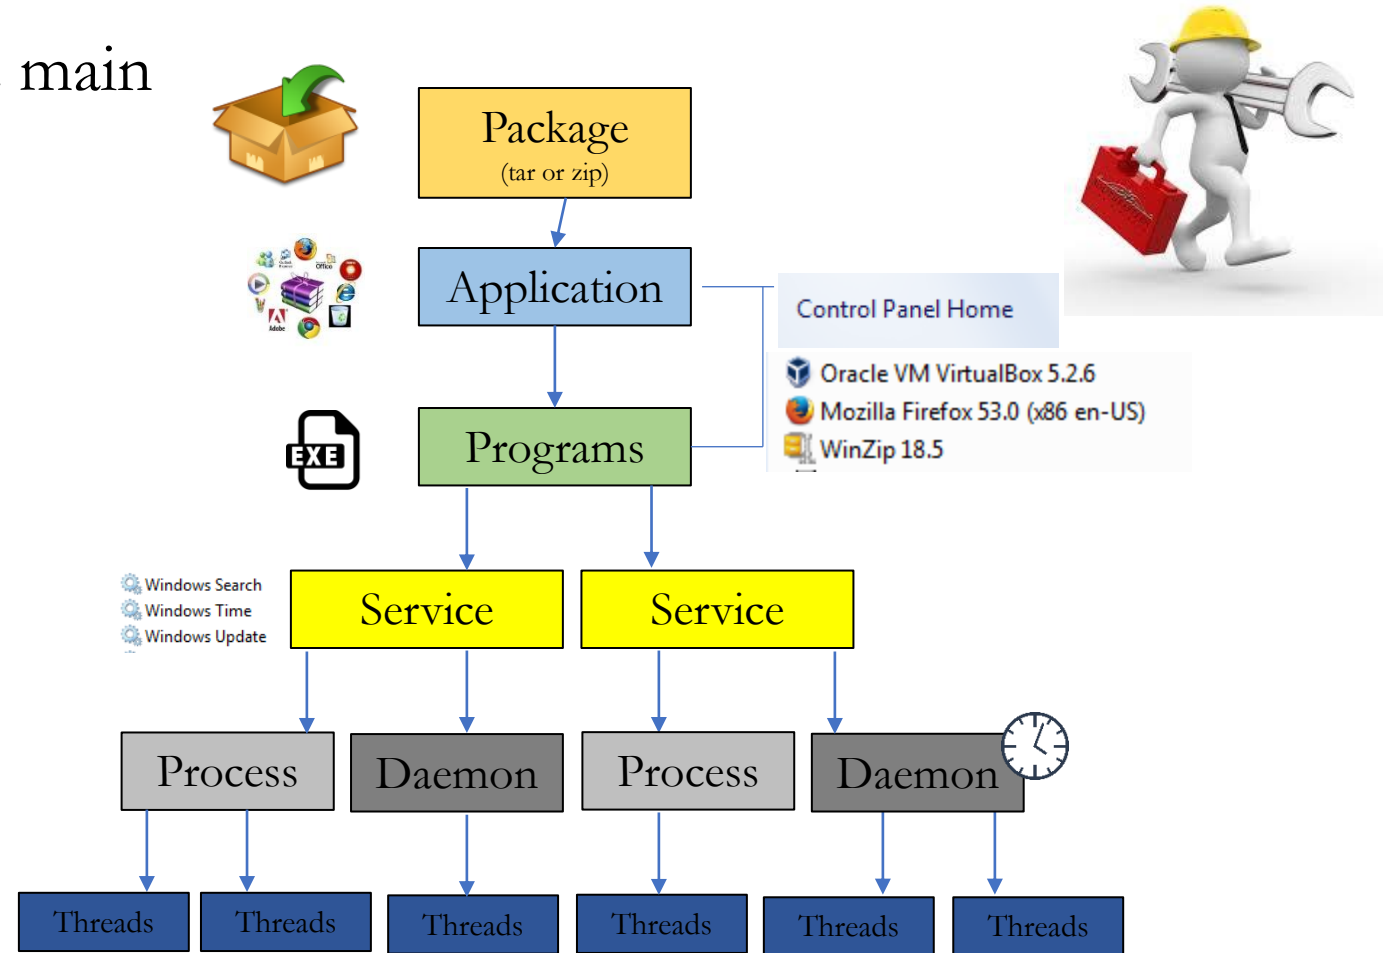 main
Package
(tar or zip)
Office
Adobe
Application
Control Panel Home
Oracle VM VirtualBox 5.2.6
Mozilla Firefox 53.0 (x86 en-US)
WinZip 18.5
EXE
Programs
Windows Search
Windows Time
Windows Update
Service
Service
Process
Daemon
Process
Daemon
Threads
Threads
Threads
Threads
Threads
Threads